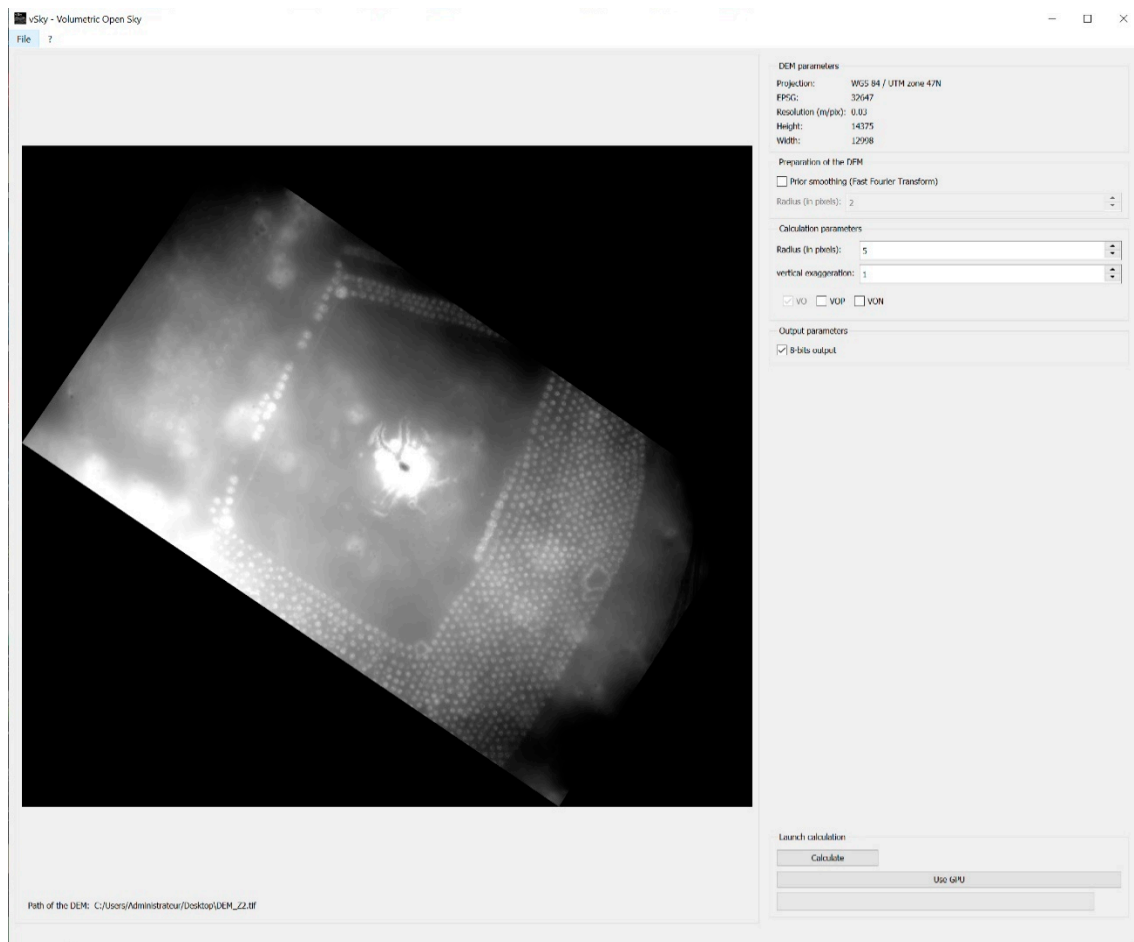 vSky - Volumetric Open Sky
File ?
DEM parameters
Projection: WGS 84 / UTM zone 47N
EPSG: 32647
Resolution (m/pix): 0.03
Height: 14375
Width: 12998
Preparation of the DEM
Prior smoothing (Fast Fourier Transform)
Radius (in pixels): 2
Calculation parameters
Radius (in pixels): 5
vertical exaggeration: 1
VO VOP VON
Output parameters
8-bits output
Launch calculation
Calculate
Use GPU
Path of the DEM: C:/Users/Administrateur/Desktop\DEM_Z2.tif